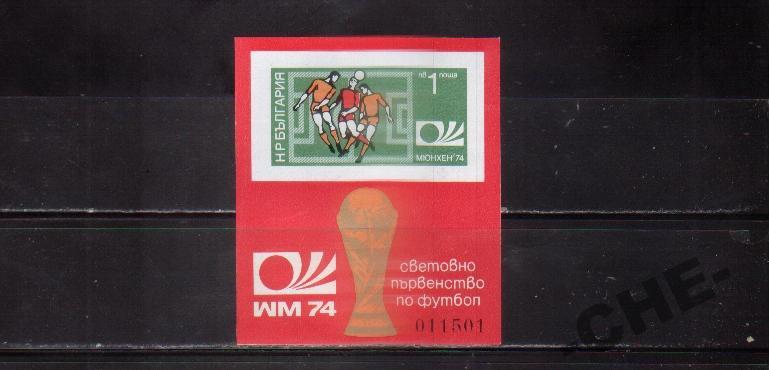 НР БЪЛГАРИЯ
лв 1 поща
МЮНХЕН '74
WM 74
световно
първенство
по футбол
011501
.CHE-